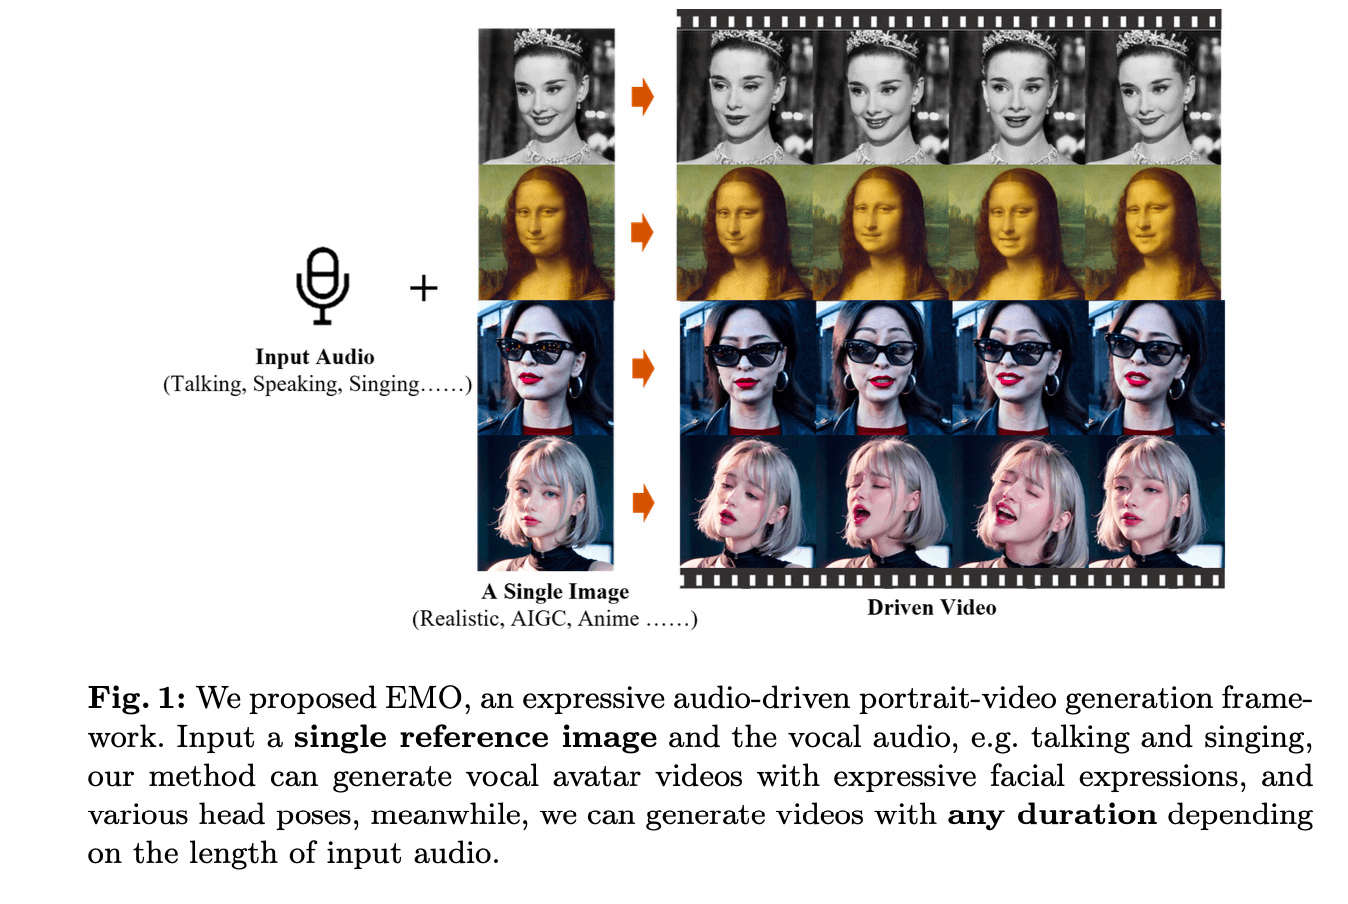 Input Audio
(Talking, Speaking, Singing……)
+
A Single Image
(Realistic, AIGC, Anime ……)
Driven Video
Fig. 1: We proposed EMO, an expressive audio-driven portrait-video generation frame-
work. Input a single reference image and the vocal audio, e.g. talking and singing,
our method can generate vocal avatar videos with expressive facial expressions, and
various head poses, meanwhile, we can generate videos with any duration depending
on the length of input audio.